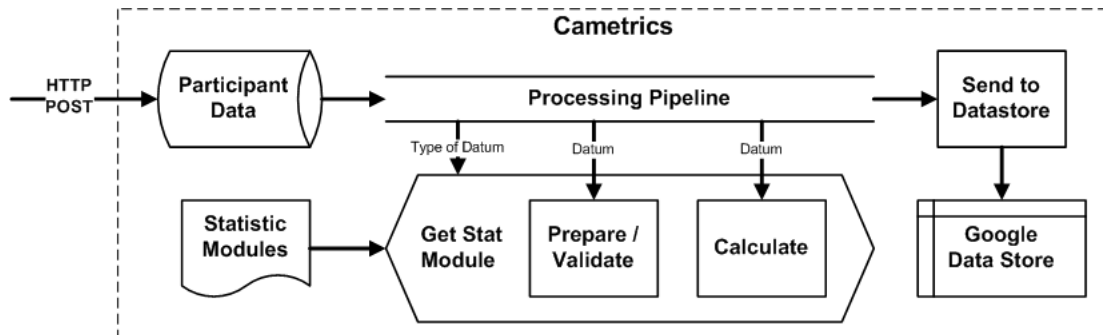 Cametrics
HTTP
POST
Participant
Data
Processing Pipeline
Send to
Datastore
Type of Datum
Datum
Datum
Statistic
Modules
Get Stat
Module
Prepare /
Validate
Calculate
Google
Data Store